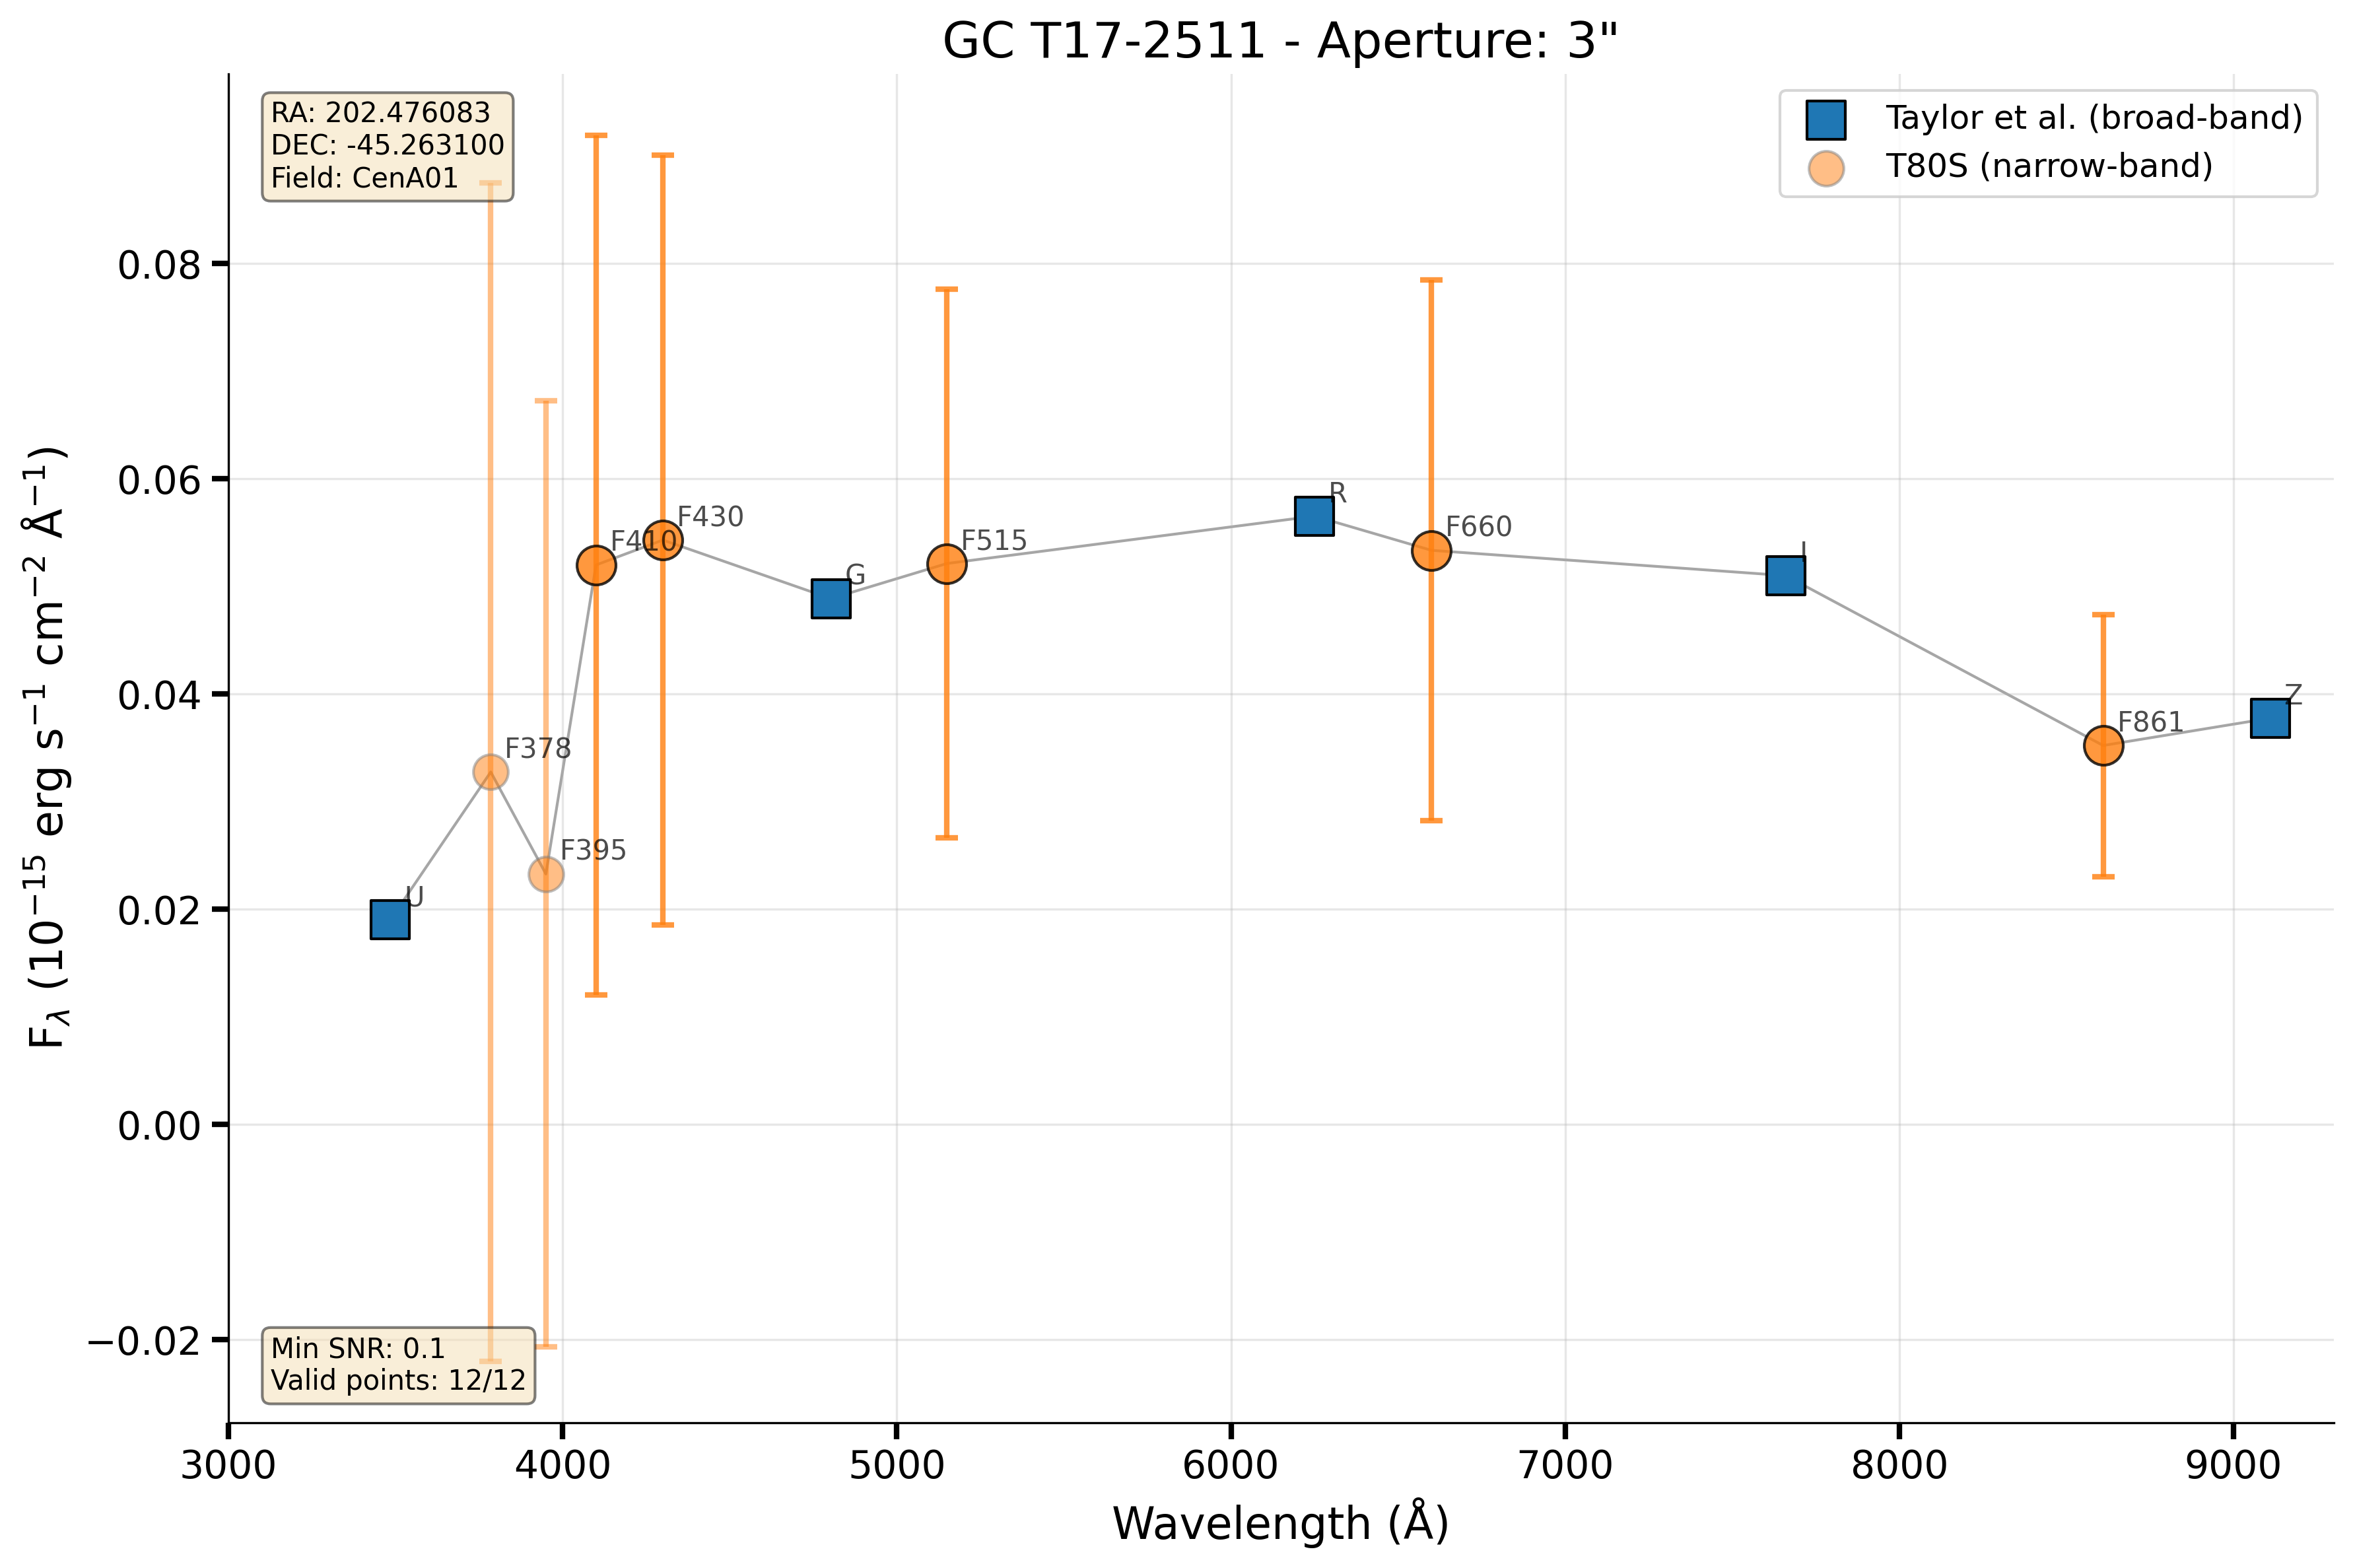 GC T17-2511 - Aperture: 3"
RA: 202.476083
DEC: -45.263100
Field: CenA01
Taylor et al. (broad-band)
T80S (narrow-band)
F$_{λ}$ (10$^{−15}$ erg s$^{−1}$ cm$^{−2}$ Å$^{−1}$)
0.08
0.06
0.04
0.02
0.00
−0.02
U
F378
F395
F410
F430
G
F515
R
F660
I
F861
Z
Min SNR: 0.1
Valid points: 12/12
3000 4000 5000 6000 7000 8000 9000
Wavelength (Å)